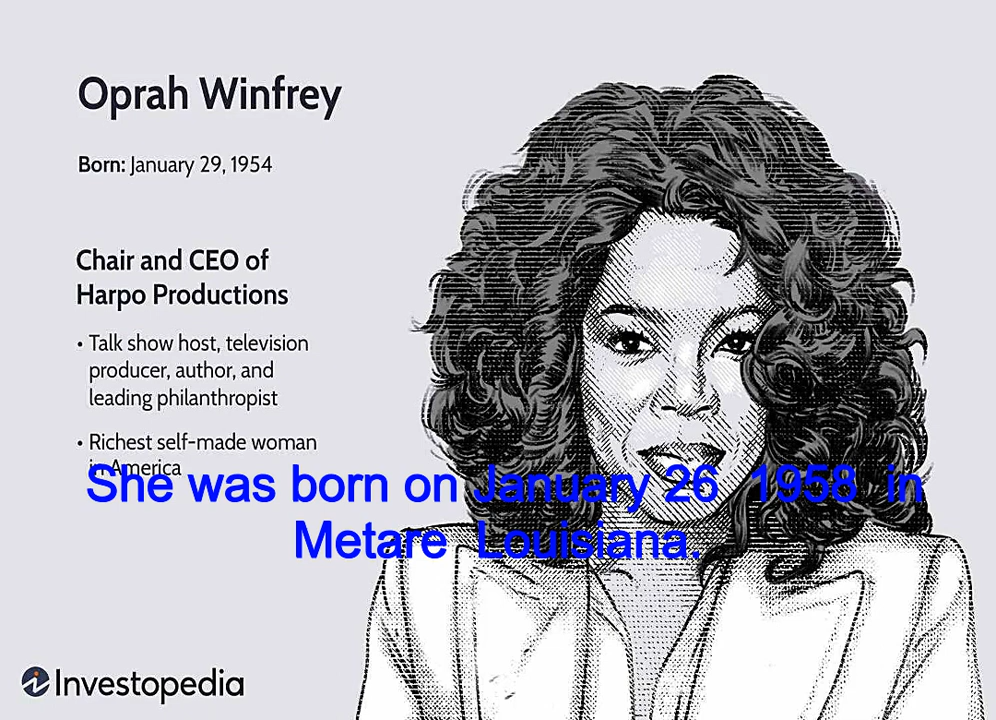 Oprah Winfrey
Born: January 29, 1954
Chair and CEO of
Harpo Productions
• Talk show host, television
producer, author, and
leading philanthropist
• Richest self-made woman
in America
She was born on January 26 1958 in
Metare Louisiana.
Investopedia